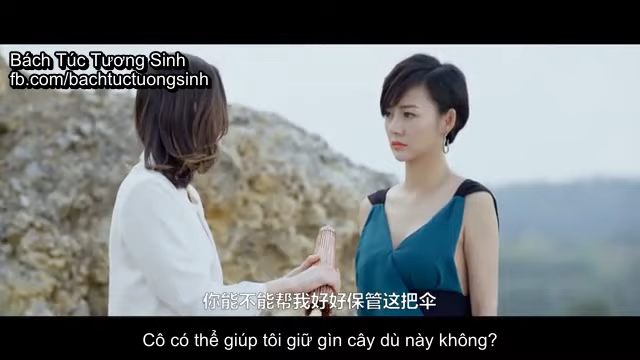 Bách Túc Tương Sinh
fb.com/bachtuctuongsinh
你能不能帮我好好保管这把伞
Cô có thể giúp tôi giữ gìn cây dù này không?